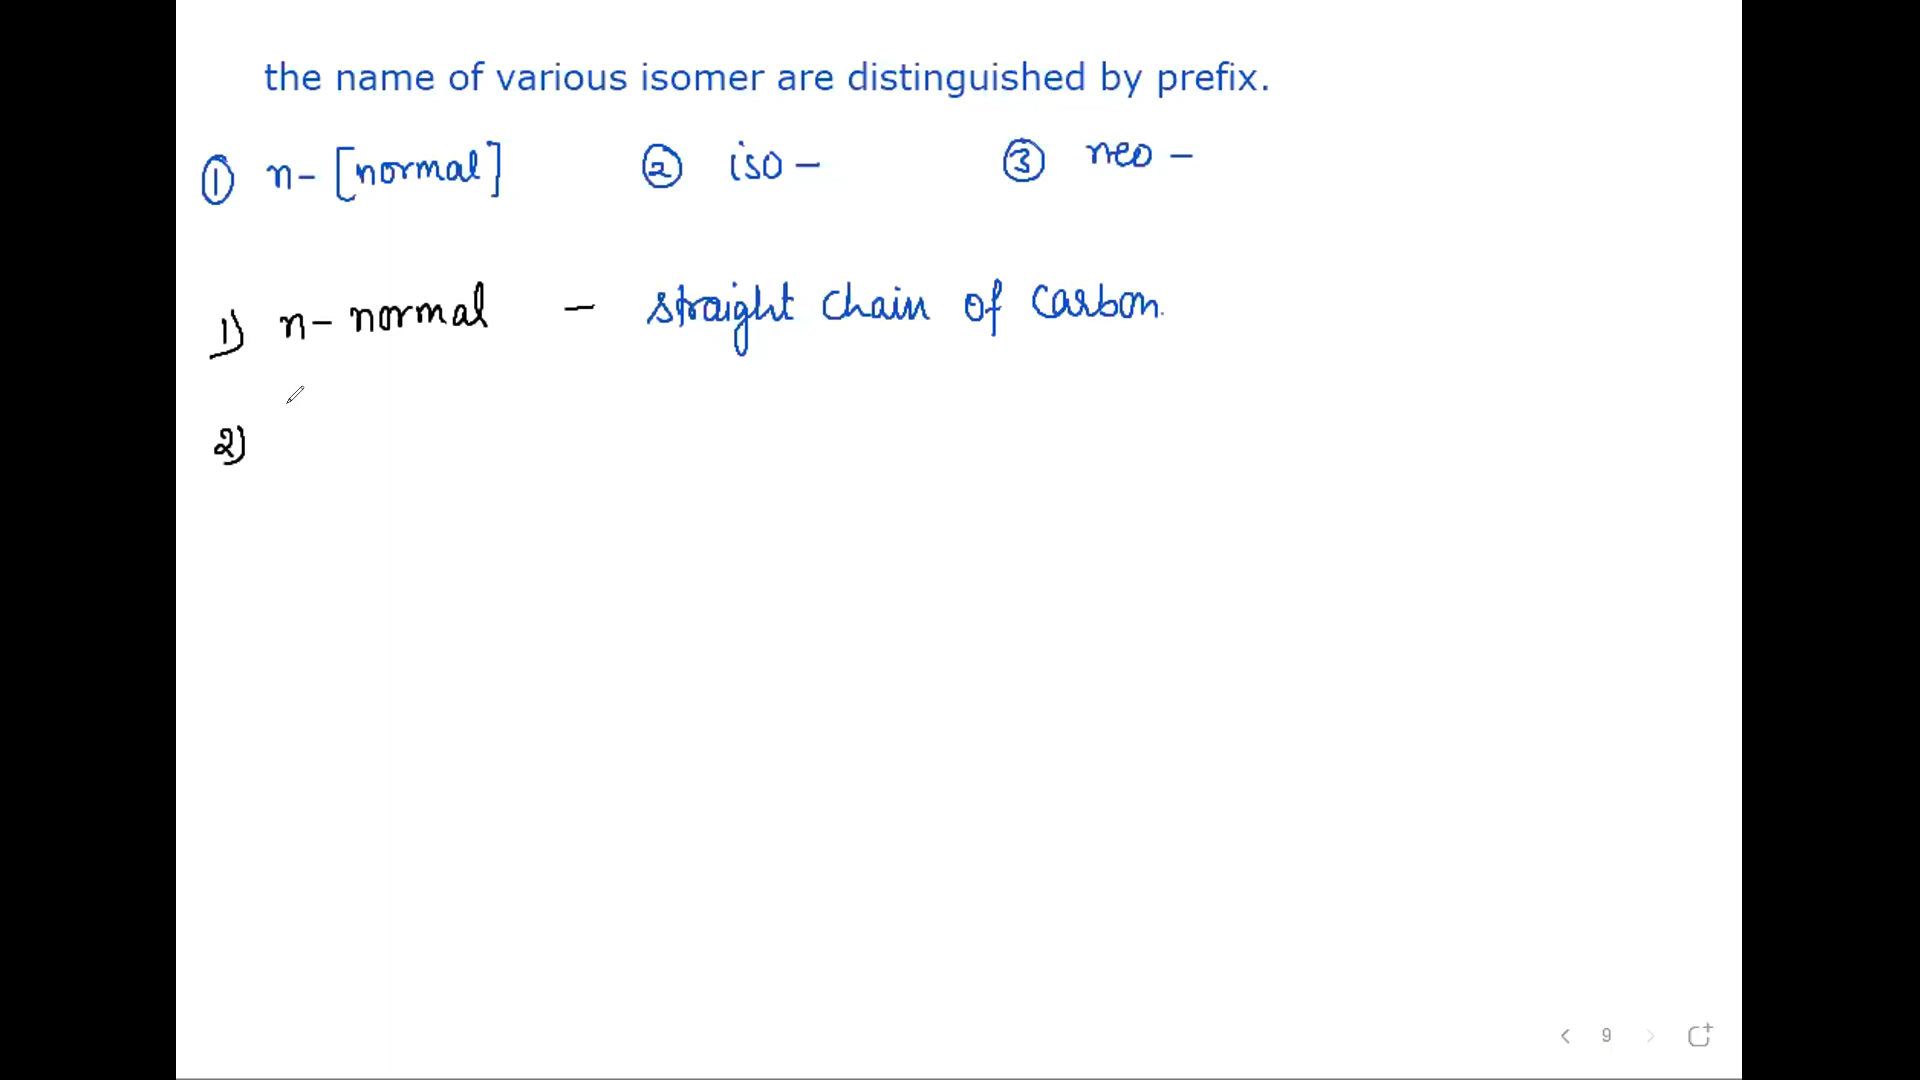 the name of various isomer are distinguished by prefix.
① n- [normal] ② iso - ③ neo -
1) n- normal - straight chain of carbon.
2)
9